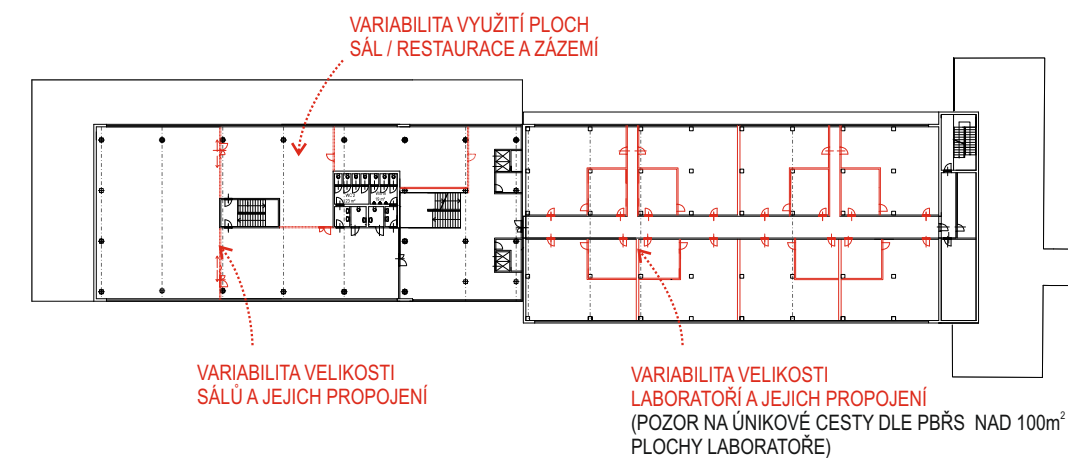 VARIABILITA VYUŽITÍ PLOCH
SÁL / RESTAURACE A ZÁZEMÍ
VARIABILITA VELIKOSTI
SÁLŮ A JEJICH PROPOJENÍ
VARIABILITA VELIKOSTI
LABORATOŘÍ A JEJICH PROPOJENÍ
(POZOR NA ÚNIKOVÉ CESTY DLE PBŘS NAD 100m²
PLOCHY LABORATOŘE)